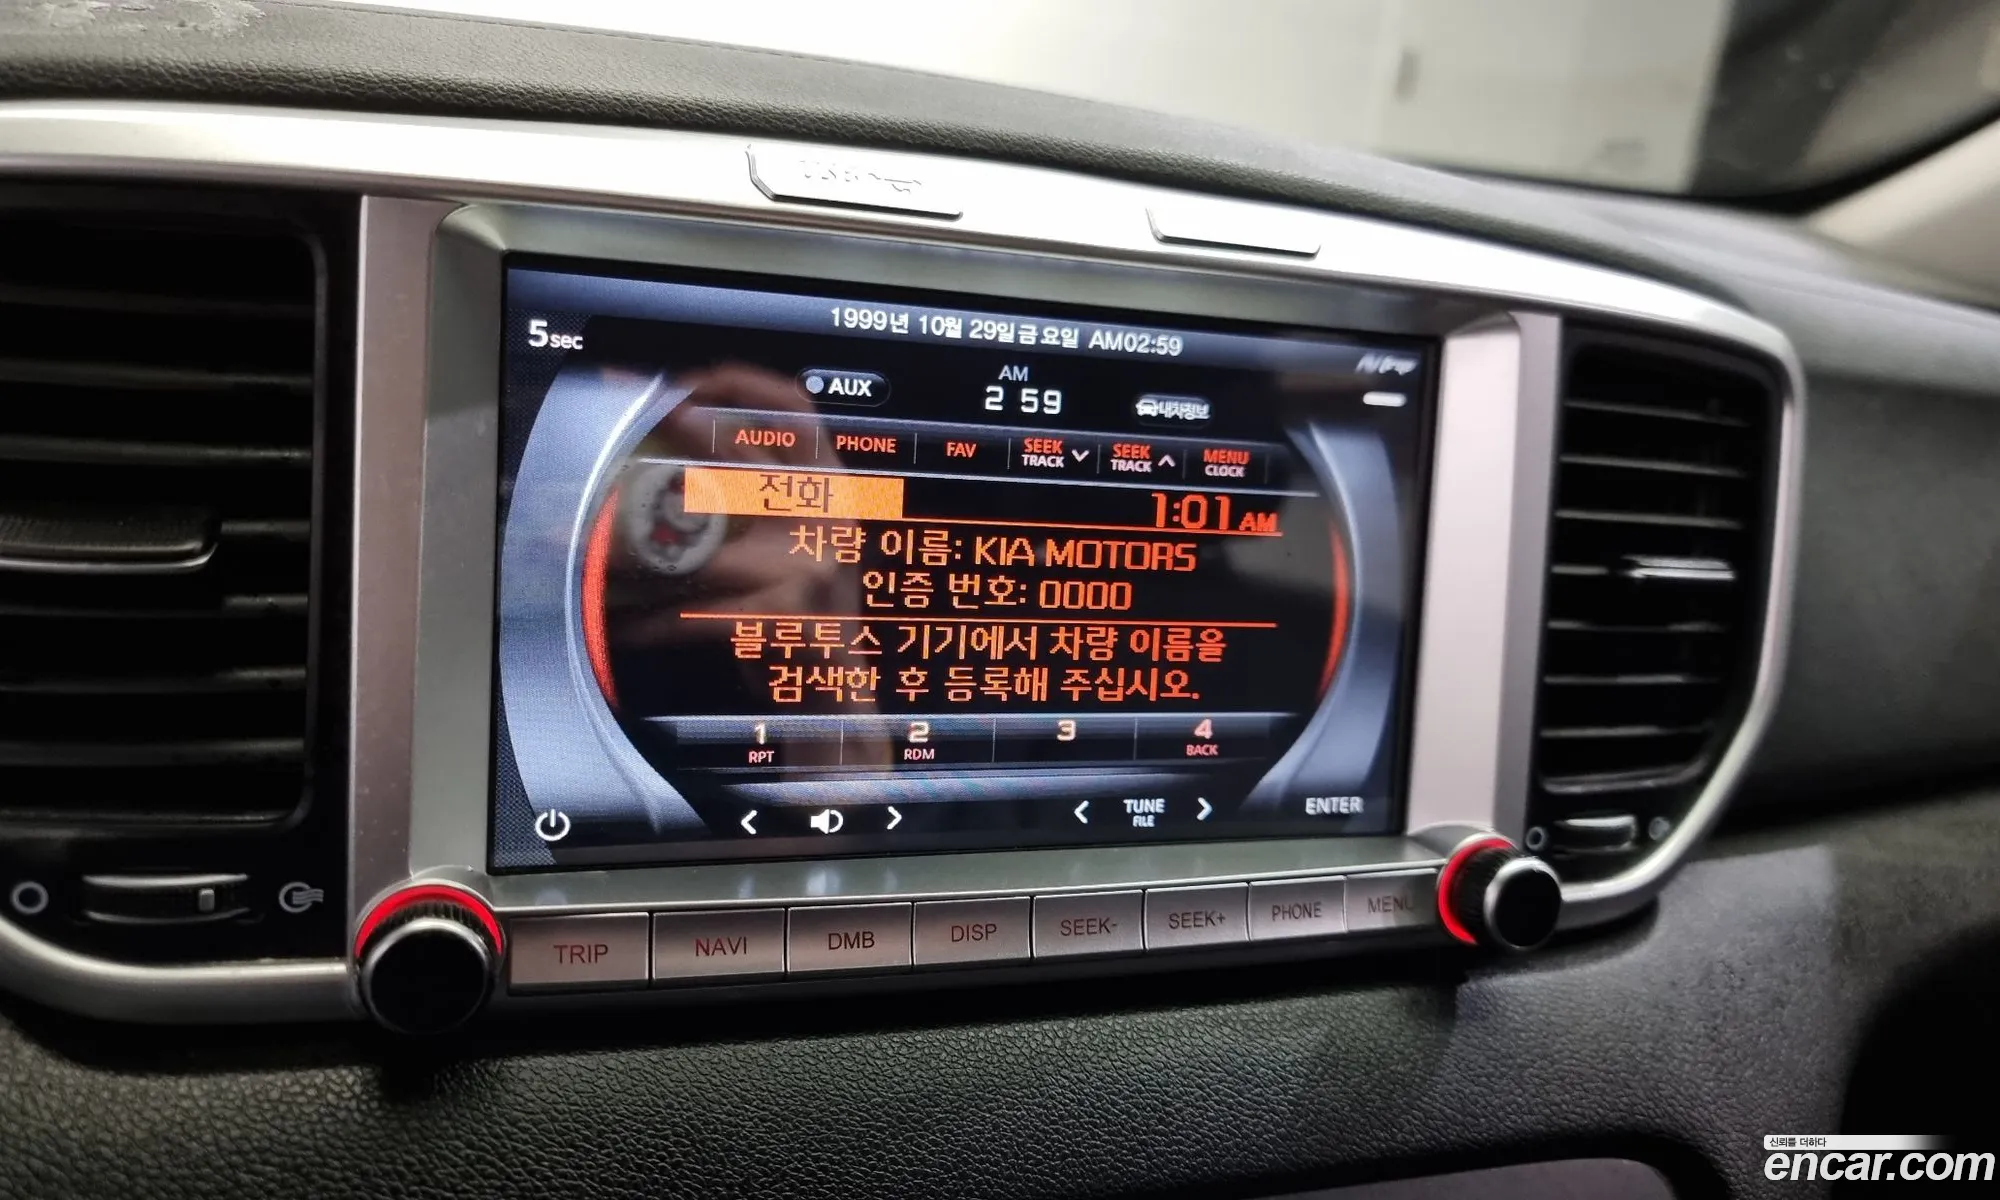 USB
1999년 10월 29일금요일 AM02:59
5sec
AUX
AM
2 59
내차정보
AUDIO PHONE FAV SEEK TRACK SEEK TRACK MENU CLOCK
전화
1:01 AM
차량 이름: KIA MOTORS
인증 번호: 0000
블루투스 기기에서 차량 이름을
검색한 후 등록해 주십시오.
1 RPT 2 RDM 3 4 BACK
TUNE FILE
ENTER
TRIP NAVI DMB DISP SEEK- SEEK+ PHONE MENU
신뢰를 더하다
encar.com